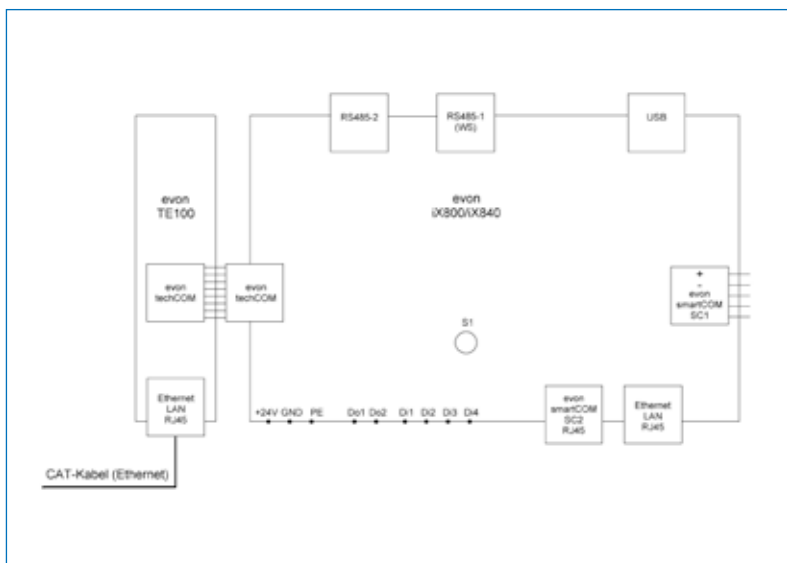 RS485-2
RS485-1
(WS)
USB
evon
TE100
evon
iX800/iX840
evon
techCOM
evon
techCOM
+
-
evon
smartCOM
SC1
S1
Ethernet
LAN
RJ45
+24V GND PE Do1 Do2 Di1 Di2 Di3 Di4
evon
smartCOM
SC2
RJ45
Ethernet
LAN
RJ45
CAT-Kabel (Ethernet)